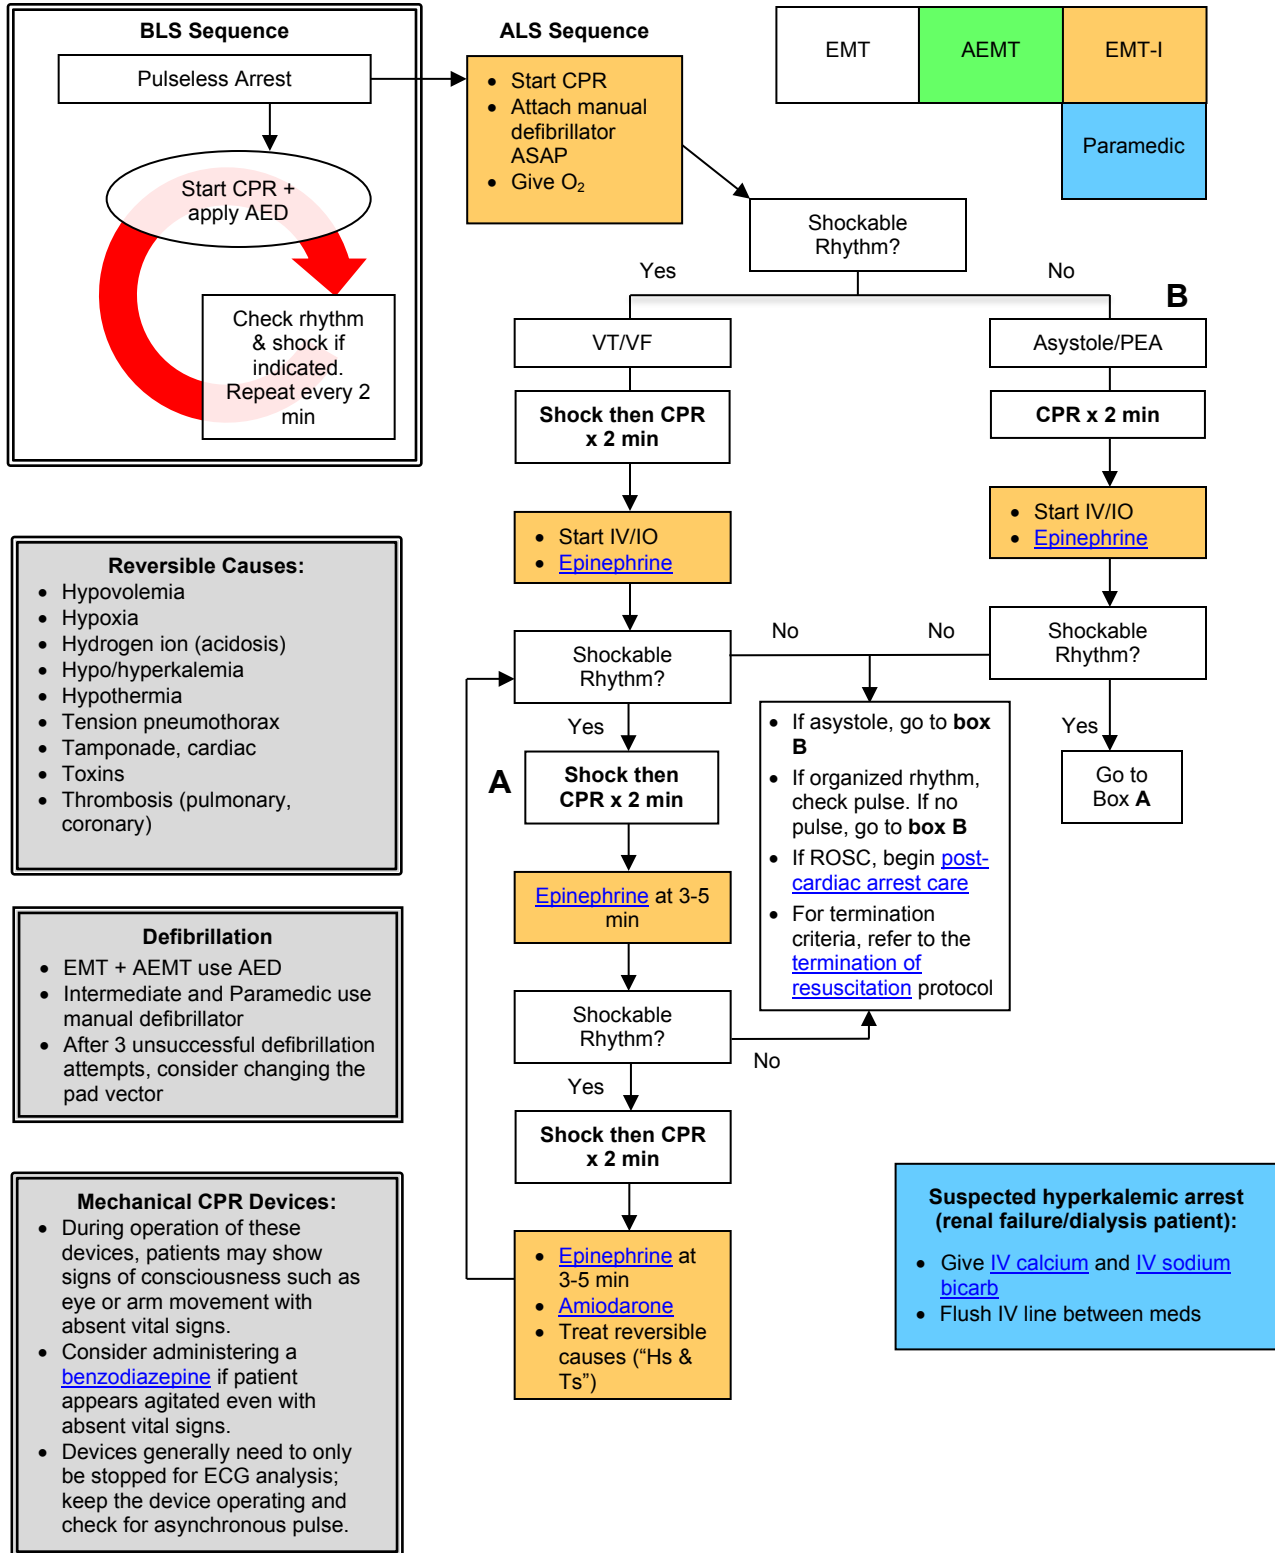 BLS Sequence
Pulseless Arrest
Start CPR +
apply AED
Check rhythm
& shock if
indicated.
Repeat every 2
min
ALS Sequence
• Start CPR
• Attach manual
defibrillator
ASAP
• Give O₂
EMT
AEMT
EMT-I
Paramedic
Shockable
Rhythm?
Yes
No
B
VT/VF
Asystole/PEA
Shock then CPR
x 2 min
CPR x 2 min
• Start IV/IO
• Epinephrine
• Start IV/IO
• Epinephrine
Shockable
Rhythm?
No
No
Shockable
Rhythm?
Yes
Yes
• If asystole, go to box
B
• If organized rhythm,
check pulse. If no
pulse, go to box B
• If ROSC, begin post-
cardiac arrest care
• For termination
criteria, refer to the
termination of
resuscitation protocol
Go to
Box A
A
Shock then
CPR x 2 min
Epinephrine at 3-5
min
Shockable
Rhythm?
No
Yes
Shock then CPR
x 2 min
• Epinephrine at
3-5 min
• Amiodarone
• Treat reversible
causes (“Hs &
Ts”)
Reversible Causes:
• Hypovolemia
• Hypoxia
• Hydrogen ion (acidosis)
• Hypo/hyperkalemia
• Hypothermia
• Tension pneumothorax
• Tamponade, cardiac
• Toxins
• Thrombosis (pulmonary,
coronary)
Defibrillation
• EMT + AEMT use AED
• Intermediate and Paramedic use
manual defibrillator
• After 3 unsuccessful defibrillation
attempts, consider changing the
pad vector
Mechanical CPR Devices:
• During operation of these
devices, patients may show
signs of consciousness such as
eye or arm movement with
absent vital signs.
• Consider administering a
benzodiazepine if patient
appears agitated even with
absent vital signs.
• Devices generally need to only
be stopped for ECG analysis;
keep the device operating and
check for asynchronous pulse.
Suspected hyperkalemic arrest
(renal failure/dialysis patient):
• Give IV calcium and IV sodium
bicarb
• Flush IV line between meds